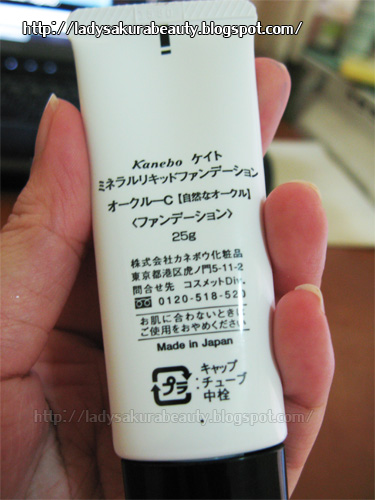 http://ladysakurabeauty.blogspot.com/
Kanebo ケイト
ミネラルリキッドファンデーション
オークルーC【自然なオークル】
〈ファンデーション〉
25g
株式会社カネボウ化粧品
東京都港区虎ノ門5-11-2
問合せ先 コスメットDiv.
0120-518-520
お肌に合わないときは
ご使用をおやめください。
Made in Japan
プラ
キャップ
:チューブ
中栓
http://ladysakurabeauty.blogspot.com/